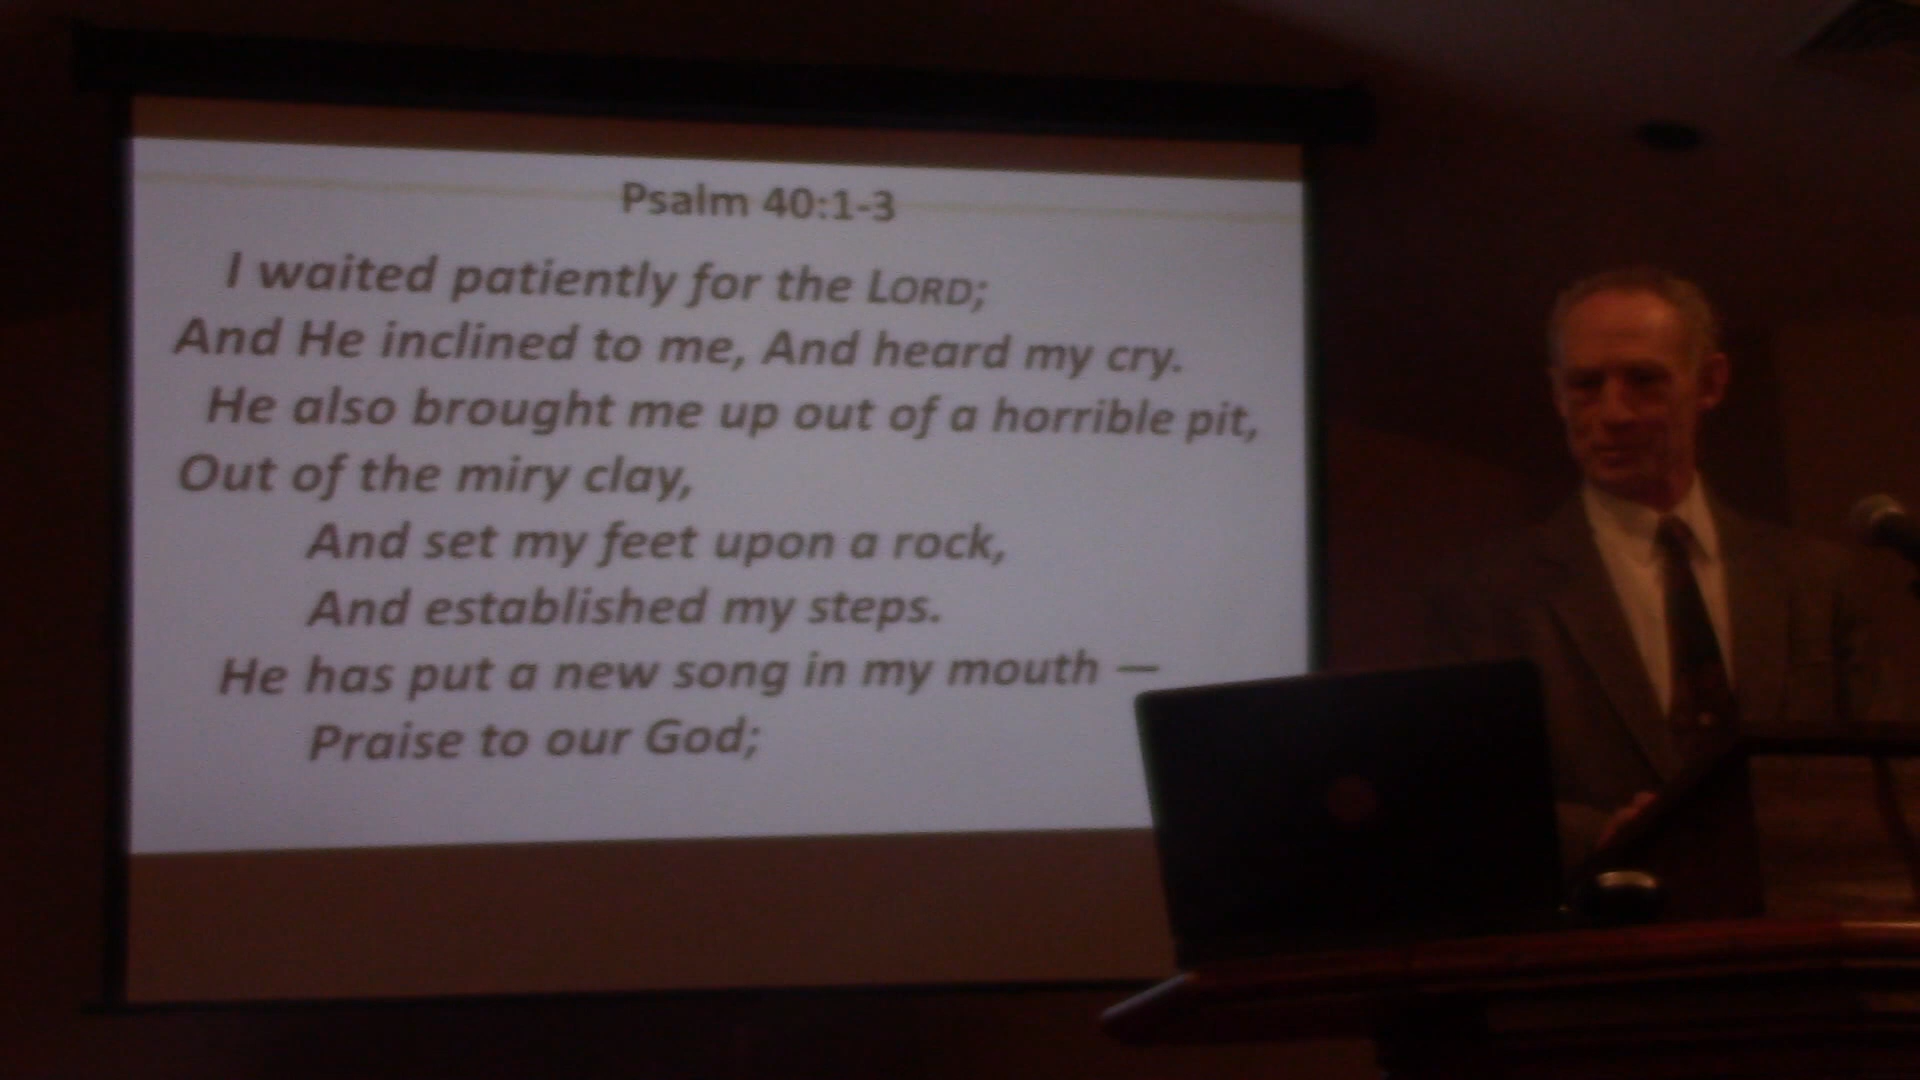 Psalm 40:1-3
I waited patiently for the LORD;
And He inclined to me, And heard my cry.
He also brought me up out of a horrible pit,
Out of the miry clay,
And set my feet upon a rock,
And established my steps.
He has put a new song in my mouth —
Praise to our God;